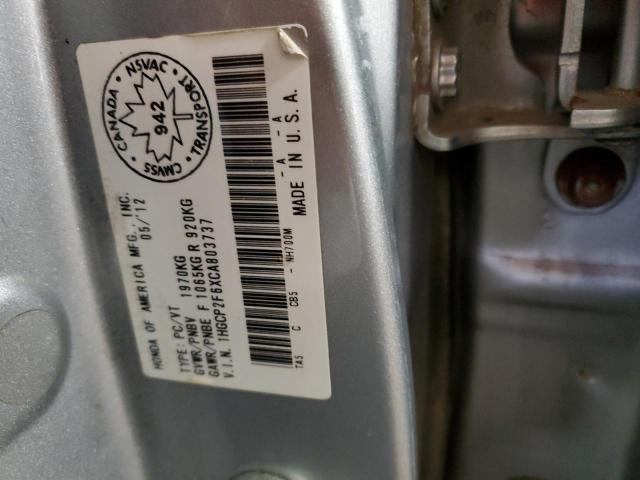 CANADA
NSVAC · CMVSS
942
TRANSPORT
HONDA OF AMERICA MFG., INC.
05/12
TYPE: PC/VT
GVWR/PNBV 1970KG
GAWR/PNBE F 1065KG R 920KG
V.I.N. 1HGCP2F6XCA803737
TA5 C CB5 - NH700M - A - A
MADE IN U.S.A.